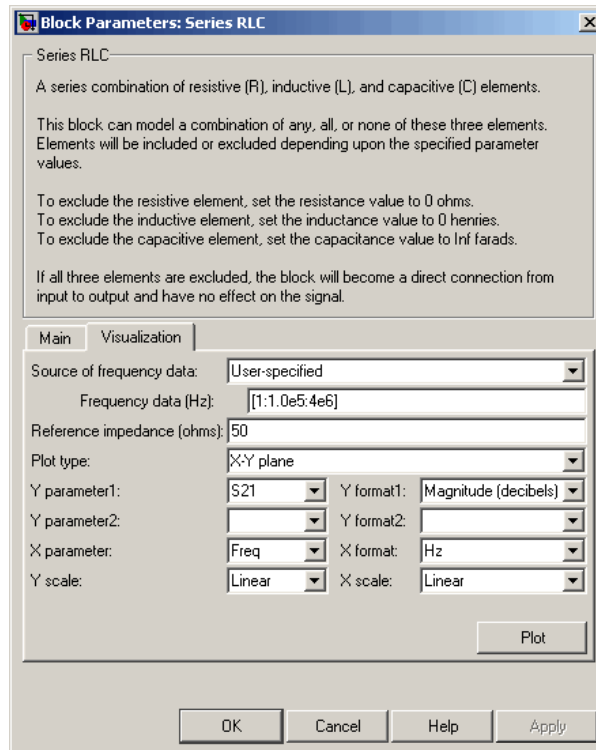 Block Parameters: Series RLC
Series RLC
A series combination of resistive (R), inductive (L), and capacitive (C) elements.
This block can model a combination of any, all, or none of these three elements.
Elements will be included or excluded depending upon the specified parameter
values.
To exclude the resistive element, set the resistance value to 0 ohms.
To exclude the inductive element, set the inductance value to 0 henries.
To exclude the capacitive element, set the capacitance value to Inf farads.
If all three elements are excluded, the block will become a direct connection from
input to output and have no effect on the signal.
Main Visualization
Source of frequency data: User-specified
Frequency data (Hz): [1:1.0e5:4e6]
Reference impedance (ohms): 50
Plot type: X-Y plane
Y parameter1: S21 Y format1: Magnitude (decibels)
Y parameter2: Y format2:
X parameter: Freq X format: Hz
Y scale: Linear X scale: Linear
Plot
OK Cancel Help Apply